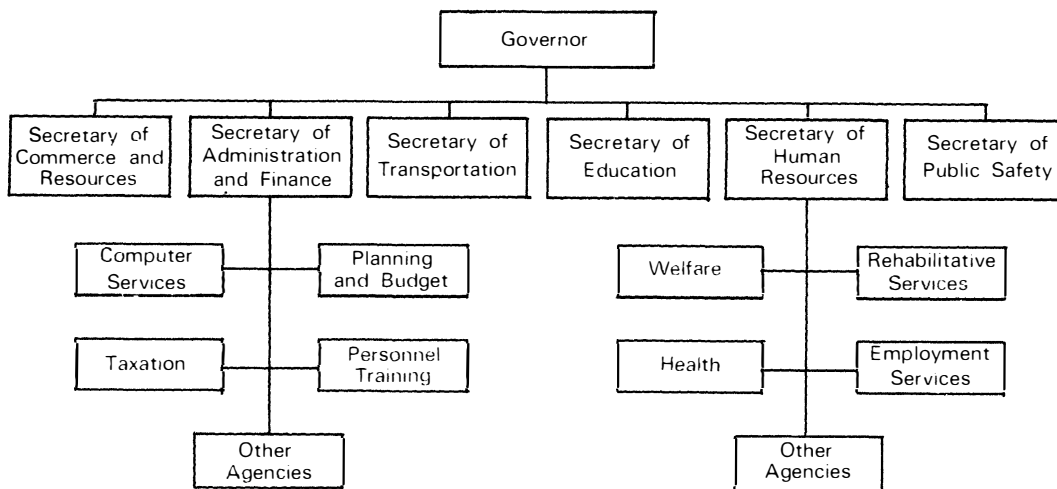 Governor
Secretary of
Commerce and
Resources
Secretary of
Administration
and Finance
Secretary of
Transportation
Secretary of
Education
Secretary of
Human
Resources
Secretary of
Public Safety
Computer
Services
Planning
and Budget
Welfare
Rehabilitative
Services
Taxation
Personnel
Training
Health
Employment
Services
Other
Agencies
Other
Agencies